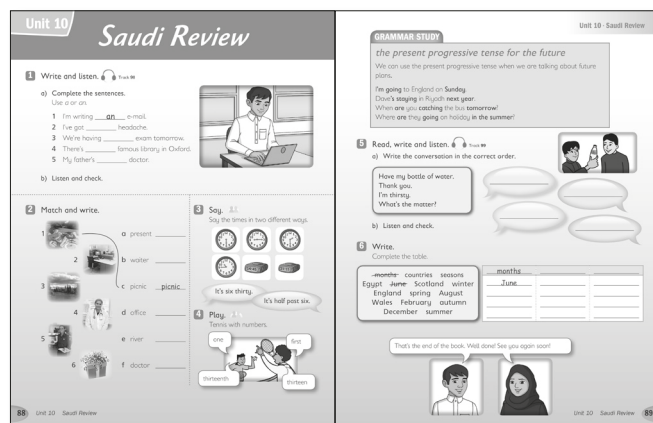 Unit 10
Saudi Review
1 Write and listen. Track 88
a) Complete the sentences.
Use a or an.
1 I'm writing an e-mail.
2 I've got ________ headache.
3 We're having ________ exam tomorrow.
4 There's ________ famous library in Oxford.
5 My father's ________ doctor.
b) Listen and check.
2 Match and write.
1
2
3
4
5
6
a present ________
b waiter ________
c picnic picnic
d office ________
e river ________
f doctor ________
3 Say.
Say the times in two different ways.
It's six thirty.
It's half past six.
4 Play.
Tennis with numbers.
one
first
thirteenth
thirteen
88 Unit 10 Saudi Review
Unit 10 · Saudi Review
GRAMMAR STUDY
the present progressive tense for the future
We can use the present progressive tense when we are talking about future
plans.
I'm going to England on Sunday.
Dave's staying in Riyadh next year.
When are you catching the bus tomorrow?
Where are they going on holiday in the summer?
5 Read, write and listen. Track 89
a) Write the conversation in the correct order.
Have my bottle of water.
Thank you.
I'm thirsty.
What's the matter?
b) Listen and check.
6 Write.
Complete the table.
months countries seasons
Egypt June Scotland winter
England spring August
Wales February autumn
December summer
months
June
That's the end of the book. Well done! See you again soon!
Unit 10 Saudi Review 89